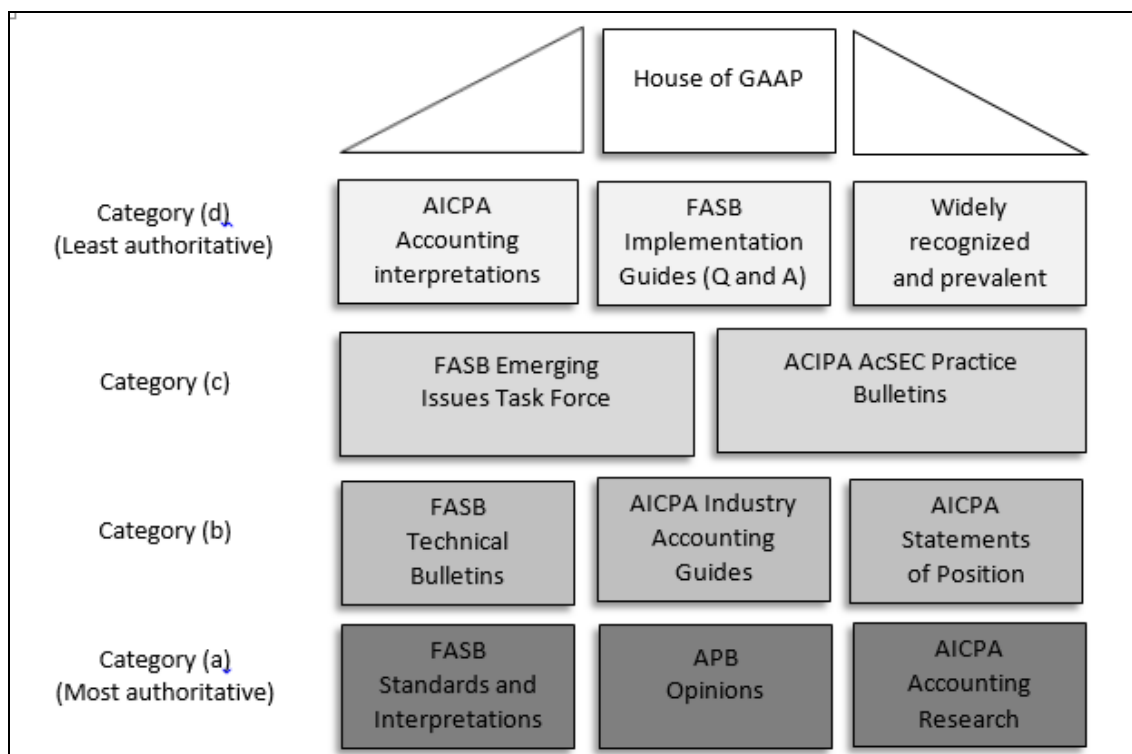 House of GAAP
Category (d)
(Least authoritative)
AICPA
Accounting
interpretations
FASB
Implementation
Guides (Q and A)
Widely
recognized
and prevalent
Category (c)
FASB Emerging
Issues Task Force
ACIPA AcSEC Practice
Bulletins
Category (b)
FASB
Technical
Bulletins
AICPA Industry
Accounting
Guides
AICPA
Statements
of Position
Category (a)
(Most authoritative)
FASB
Standards and
Interpretations
APB
Opinions
AICPA
Accounting
Research